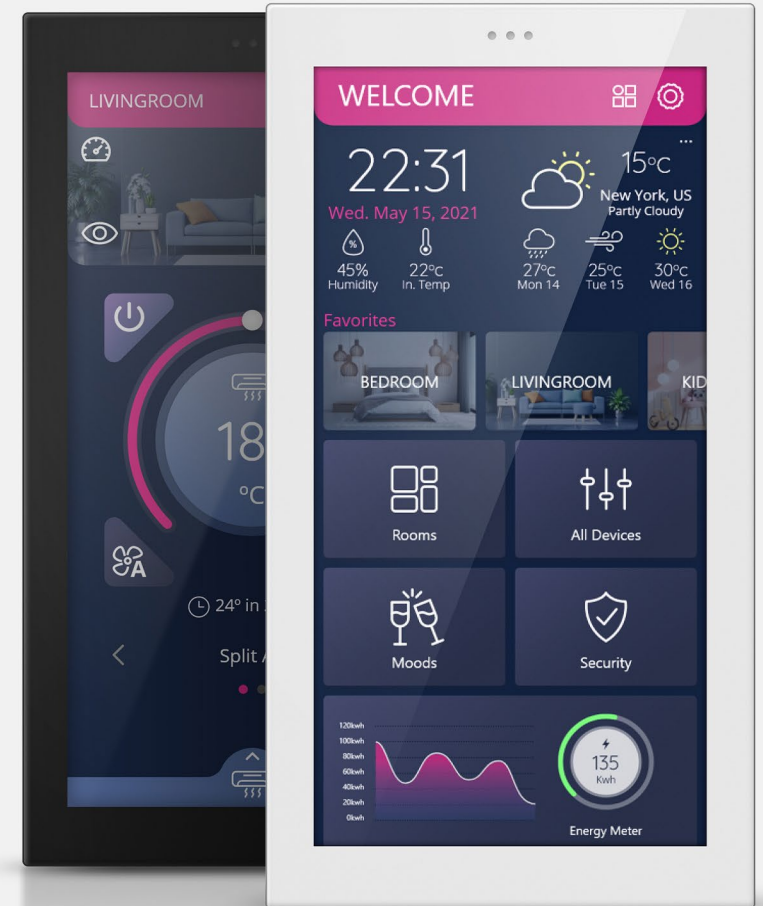 LIVINGROOM
18
°C
A
24° in
Split
WELCOME
22:31
Wed. May 15, 2021
15°C
New York, US
Partly Cloudy
%
45%
Humidity
22°C
In. Temp
27°C
Mon 14
25°C
Tue 15
30°C
Wed 16
Favorites
BEDROOM
LIVINGROOM
KID
Rooms
All Devices
Moods
Security
120kwh
100kwh
80kwh
60kwh
40kwh
20kwh
0kwh
135
Kwh
Energy Meter